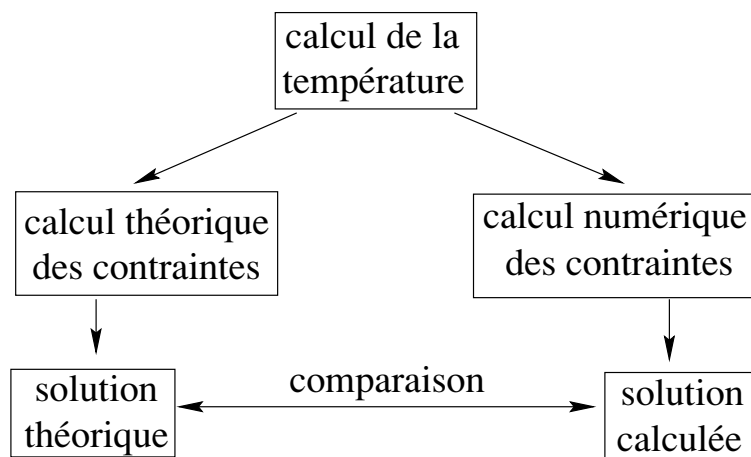 calcul de la
température
calcul théorique
des contraintes
calcul numérique
des contraintes
comparaison
solution
théorique
solution
calculée